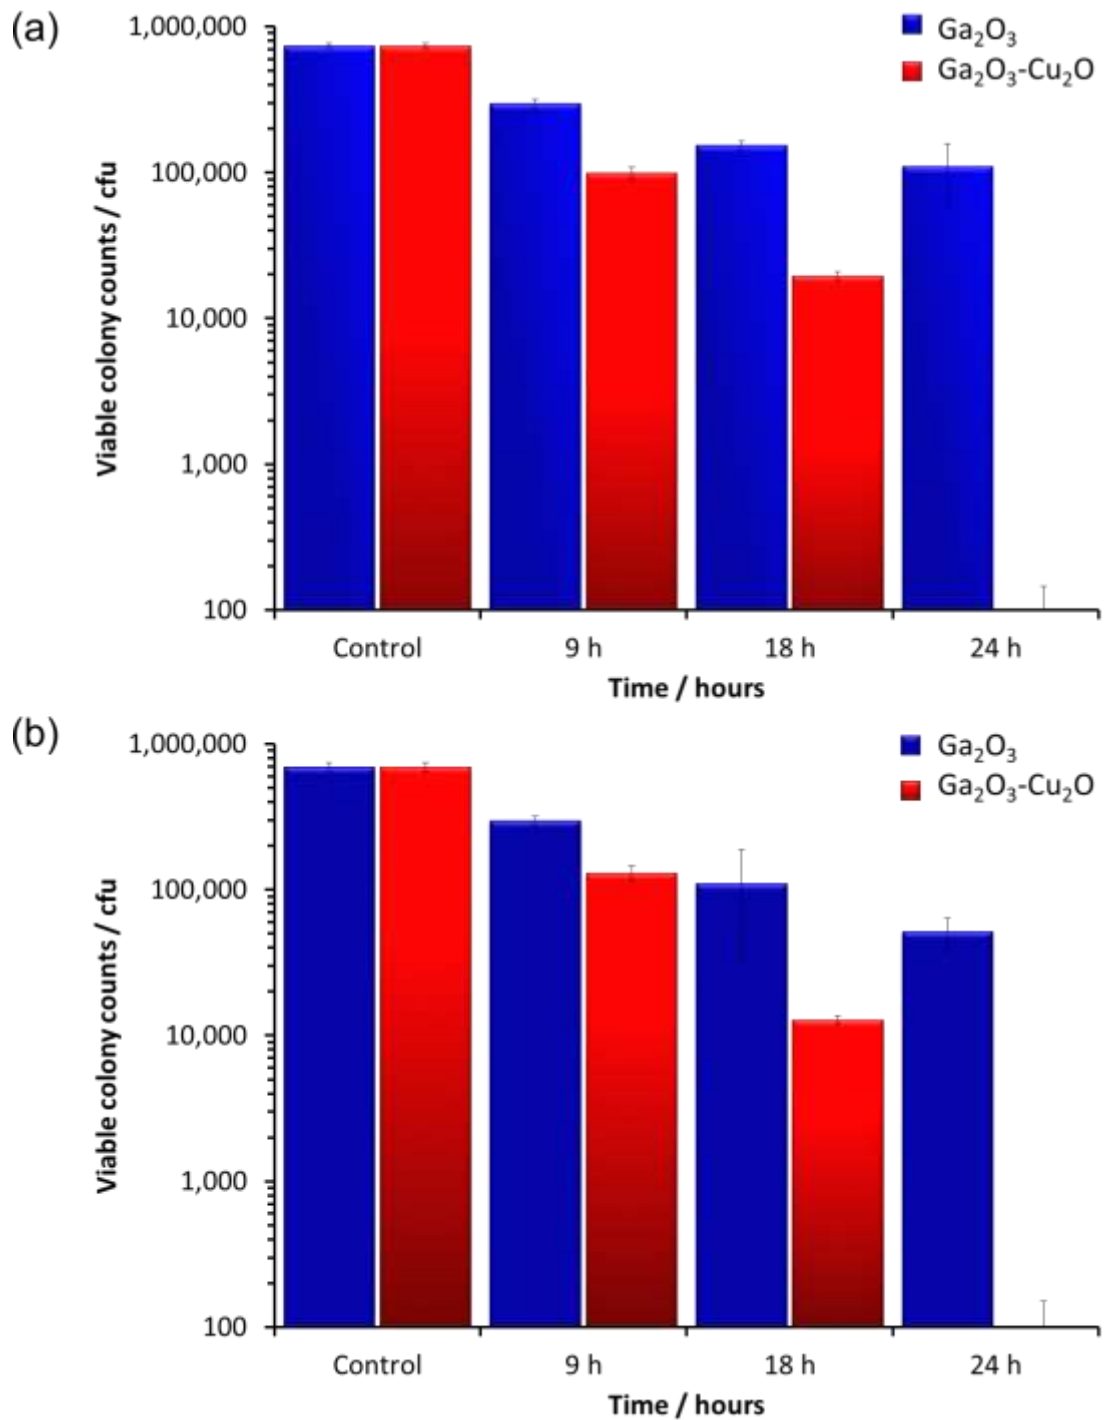 (a)
1,000,000
100,000
10,000
1,000
100
Viable colony counts / cfu
Ga₂O₃
Ga₂O₃-Cu₂O
Control 9 h 18 h 24 h
Time / hours
(b)
1,000,000
100,000
10,000
1,000
100
Viable colony counts / cfu
Ga₂O₃
Ga₂O₃-Cu₂O
Control 9 h 18 h 24 h
Time / hours